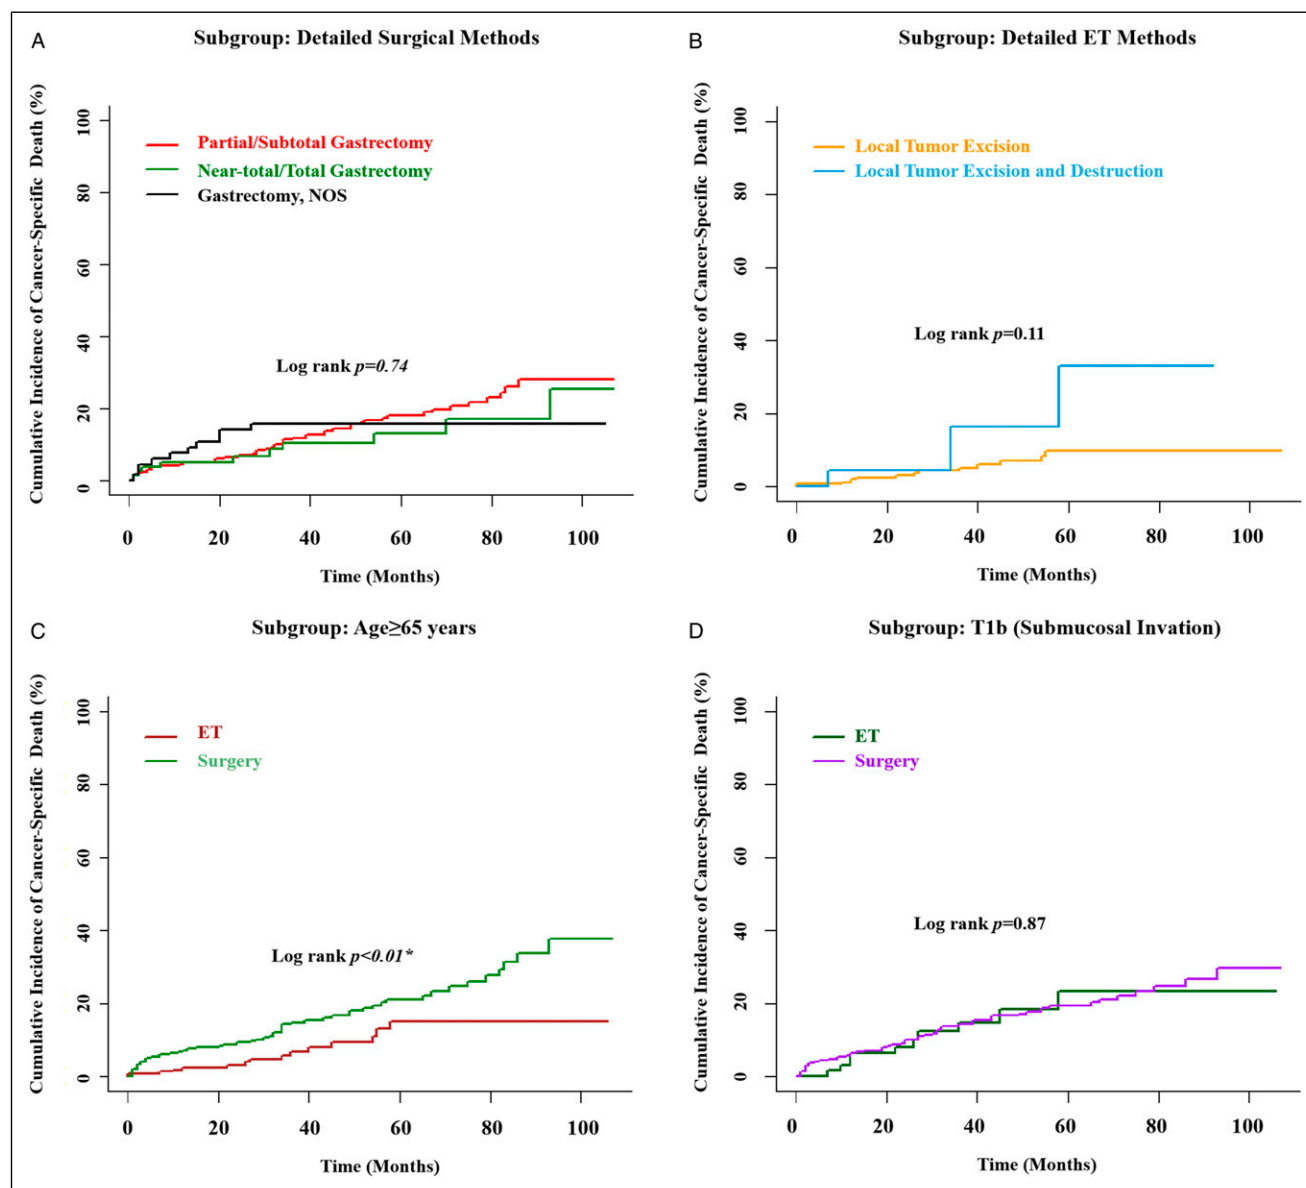 A
Subgroup: Detailed Surgical Methods
Cumulative Incidence of Cancer-Specific Death (%)
100
80
60
40
20
0
Partial/Subtotal Gastrectomy
Near-total/Total Gastrectomy
Gastrectomy, NOS
Log rank p=0.74
0 20 40 60 80 100
Time (Months)
B
Subgroup: Detailed ET Methods
Cumulative Incidence of Cancer-Specific Death (%)
100
80
60
40
20
0
Local Tumor Excision
Local Tumor Excision and Destruction
Log rank p=0.11
0 20 40 60 80 100
Time (Months)
C
Subgroup: Age≥65 years
Cumulative Incidence of Cancer-Specific Death (%)
100
80
60
40
20
0
ET
Surgery
Log rank p<0.01*
0 20 40 60 80 100
Time (Months)
D
Subgroup: T1b (Submucosal Invation)
Cumulative Incidence of Cancer-Specific Death (%)
100
80
60
40
20
0
ET
Surgery
Log rank p=0.87
0 20 40 60 80 100
Time (Months)